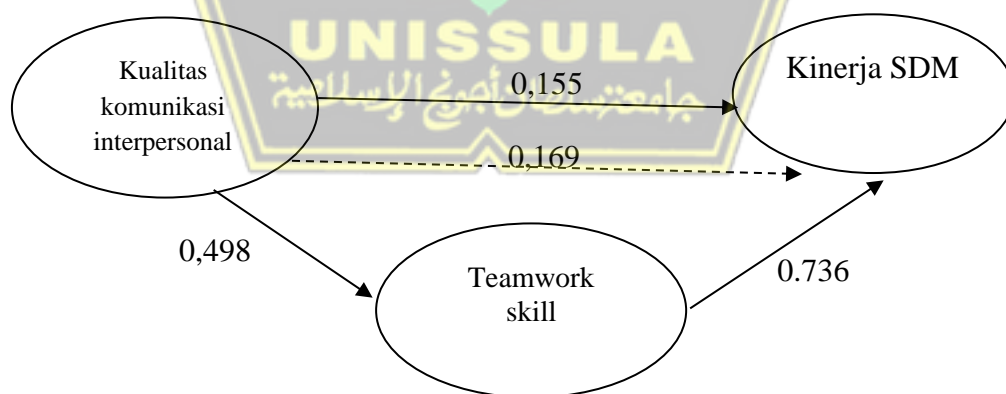 UNISSULA
جامعة سلطان أجونج الإسلامية
Kualitas
komunikasi
interpersonal
0,155
Kinerja SDM
0,169
0,498
Teamwork
skill
0.736